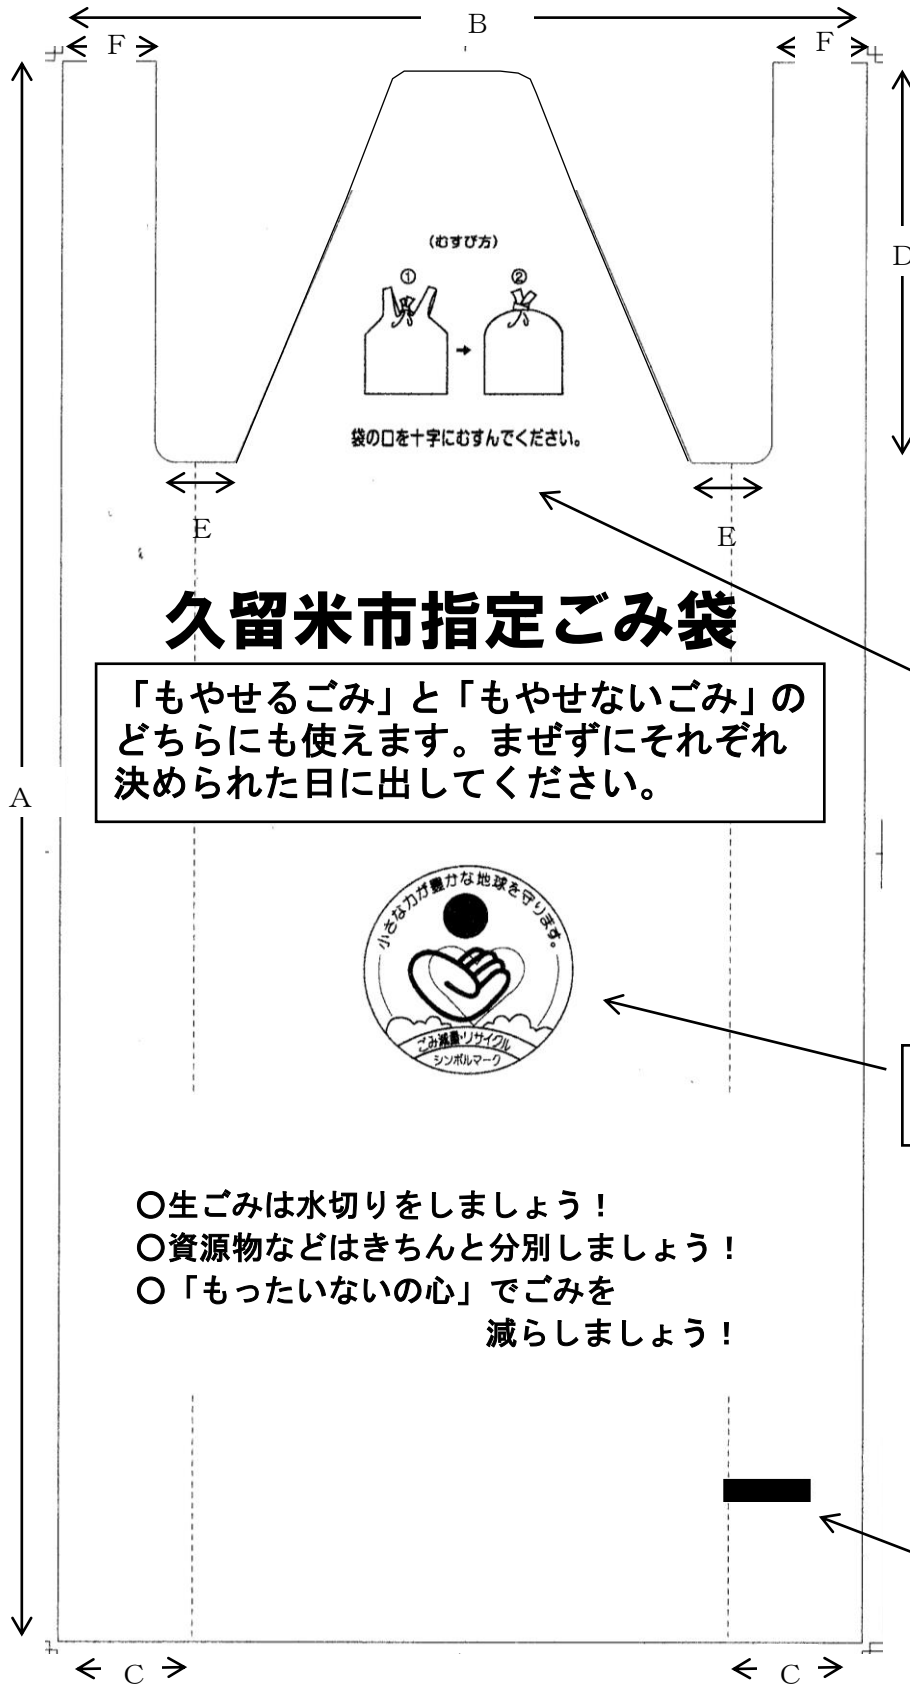 B
F
F
(むすび方)
D
① ②
袋の口を十字にむすんでください。
E
E
久留米市指定ごみ袋
「もやせるごみ」と「もやせないごみ」の
どちらにも使えます。まぜずにそれぞれ
決められた日に出してください。
A
小さな力が豊かな地球を守ります。
ごみ減量・リサイクル
シンボルマーク
○生ごみは水切りをしましょう！
○資源物などはきちんと分別しましょう！
○「もったいないの心」でごみを
減らしましょう！
C
C